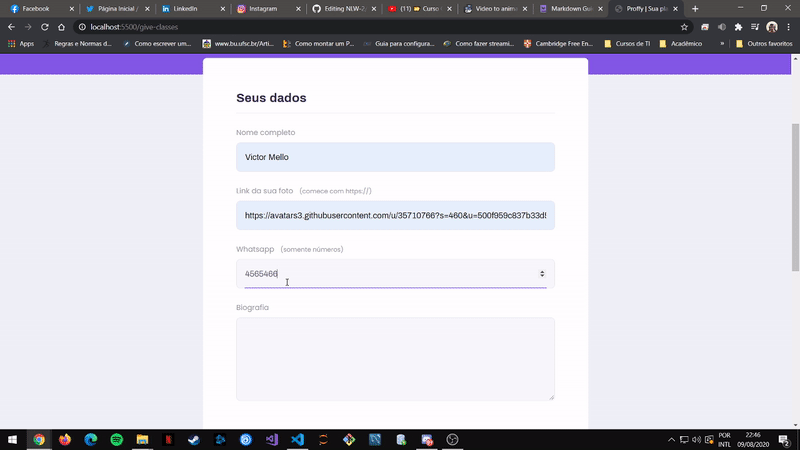 Facebook
Página Inicial /
LinkedIn
Instagram
Editing NLW-2
(11)
Curso
Video to anim
Markdown Gui
Proffy | Sua pla
localhost:5500/give-classes
Apps
Regras e Normas d...
Como escrever um...
www.bu.ufsc.br/Arti...
Como montar um P...
Guia para configura...
Como fazer streami...
Cambridge Free En...
Cursos de TI
Acadêmico
»
Outros favoritos
Seus dados
Nome completo
Victor Mello
Link da sua foto (comece com https://)
https://avatars3.githubusercontent.com/u/35710766?s=460&u=500f959c837b33d
Whatsapp (somente números)
4565466
Biografia
POR
INTL
22:46
09/08/2020
2